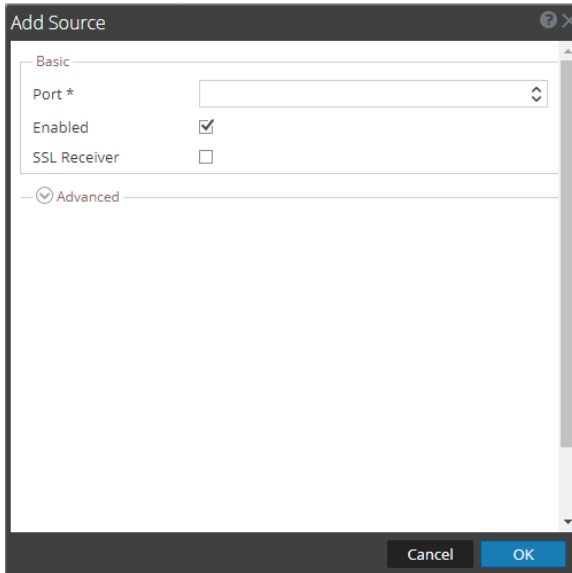 Add Source
Basic
Port *
Enabled
SSL Receiver
Advanced
Cancel OK